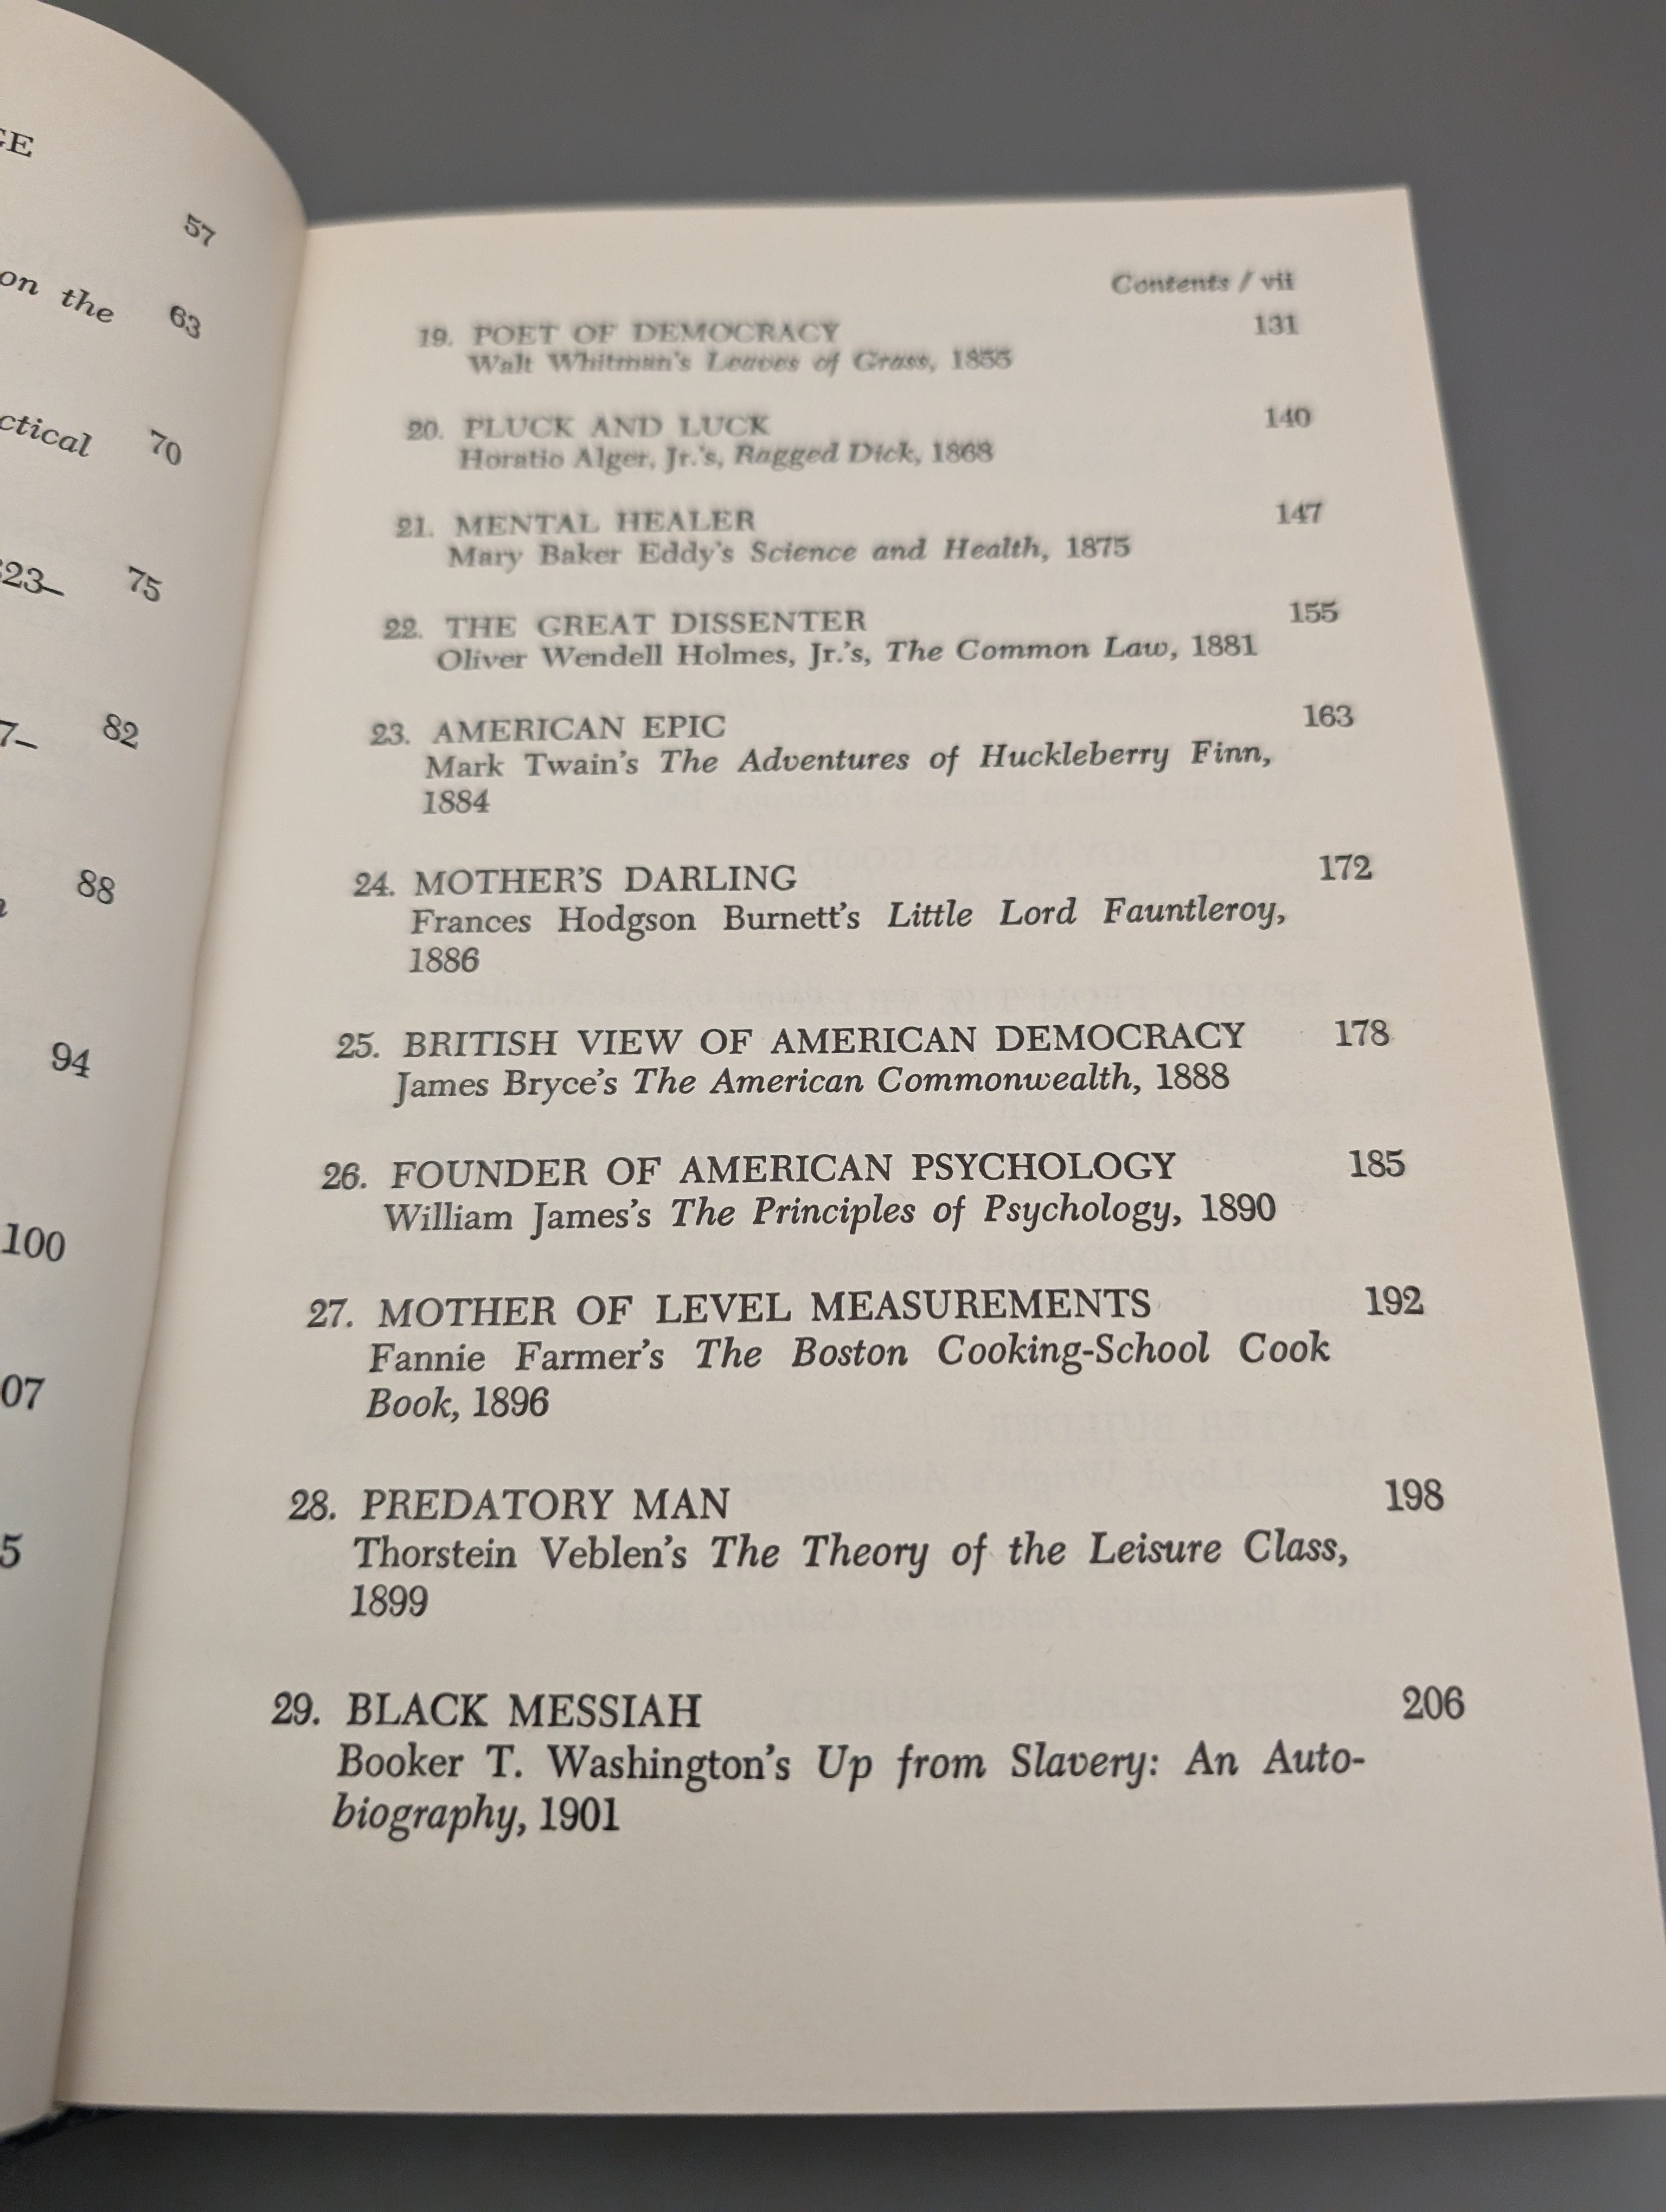 GE
57
on the 63
ctical 70
823– 75
7– 82
88
94
100
07
5
Contents / vii
19. POET OF DEMOCRACY 131
Walt Whitman's Leaves of Grass, 1855
20. PLUCK AND LUCK 140
Horatio Alger, Jr.'s, Ragged Dick, 1868
21. MENTAL HEALER 147
Mary Baker Eddy's Science and Health, 1875
22. THE GREAT DISSENTER 155
Oliver Wendell Holmes, Jr.'s, The Common Law, 1881
23. AMERICAN EPIC 163
Mark Twain's The Adventures of Huckleberry Finn,
1884
24. MOTHER'S DARLING 172
Frances Hodgson Burnett's Little Lord Fauntleroy,
1886
25. BRITISH VIEW OF AMERICAN DEMOCRACY 178
James Bryce's The American Commonwealth, 1888
26. FOUNDER OF AMERICAN PSYCHOLOGY 185
William James's The Principles of Psychology, 1890
27. MOTHER OF LEVEL MEASUREMENTS 192
Fannie Farmer's The Boston Cooking-School Cook
Book, 1896
28. PREDATORY MAN 198
Thorstein Veblen's The Theory of the Leisure Class,
1899
29. BLACK MESSIAH 206
Booker T. Washington's Up from Slavery: An Auto-
biography, 1901